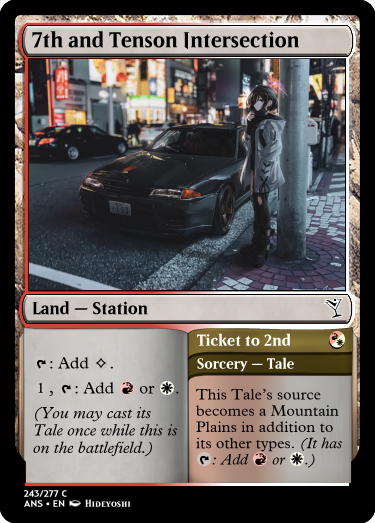 7th and Tenson Intersection
Land — Station
: Add .
1 , : Add or .
(You may cast its
Tale once while this is
on the battlefield.)
Ticket to 2nd
Sorcery — Tale
This Tale's source
becomes a Mountain
Plains in addition to
its other types. (It has
: Add or .)
243/277 C
ANS • EN HIDEYOSHI